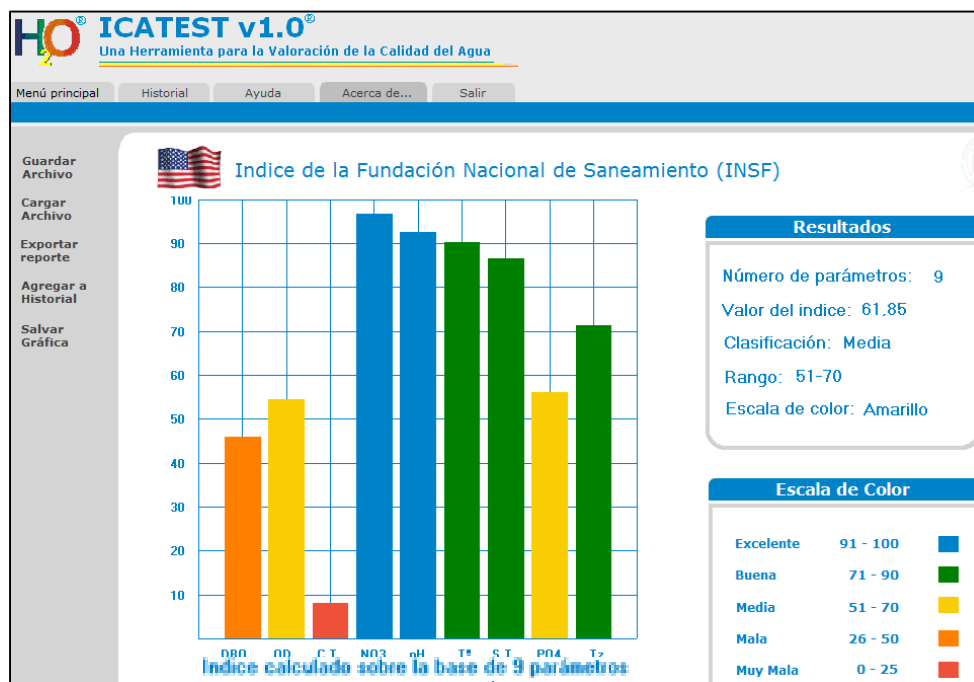 H2O®
ICATEST v1.0®
Una Herramienta para la Valoración de la Calidad del Agua
Menú principal Historial Ayuda Acerca de... Salir
Guardar
Archivo
Cargar
Archivo
Exportar
reporte
Agregar a
Historial
Salvar
Gráfica
Indice de la Fundación Nacional de Saneamiento (INSF)
100
90
80
70
60
50
40
30
20
10
DBO OD C.T. NO3 pH Tª S.T. PO4 Tz
Indice calculado sobre la base de 9 parámetros
Resultados
Número de parámetros: 9
Valor del indice: 61,85
Clasificación: Media
Rango: 51-70
Escala de color: Amarillo
Escala de Color
Excelente 91 - 100
Buena 71 - 90
Media 51 - 70
Mala 26 - 50
Muy Mala 0 - 25